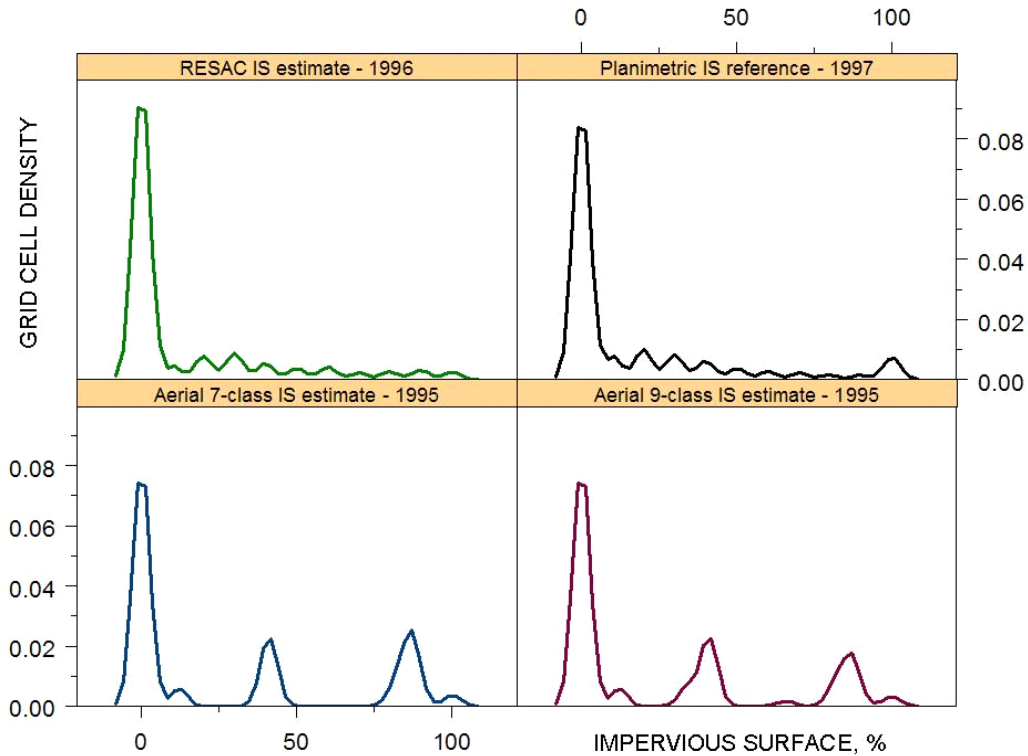 0 50 100
RESAC IS estimate - 1996
Planimetric IS reference - 1997
GRID CELL DENSITY
0.08
0.06
0.04
0.02
0.00
Aerial 7-class IS estimate - 1995
Aerial 9-class IS estimate - 1995
0.08
0.06
0.04
0.02
0.00
0 50 100
IMPERVIOUS SURFACE, %